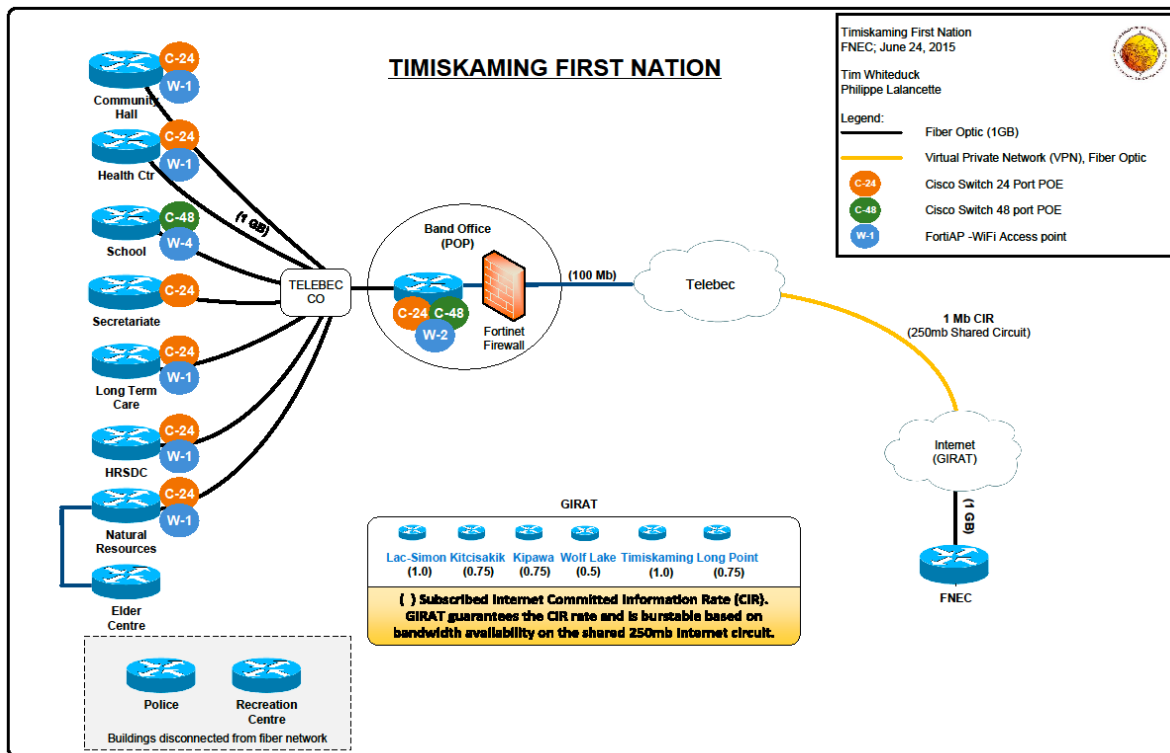 TIMISKAMING FIRST NATION
Timiskaming First Nation
FNEC; June 24, 2015
Tim Whiteduck
Philippe Lalancette
Legend:
Fiber Optic (1GB)
Virtual Private Network (VPN), Fiber Optic
C-24
Cisco Switch 24 Port POE
C-48
Cisco Switch 48 port POE
W-1
FortiAP -WiFi Access point
C-24
W-1
Community
Hall
C-24
W-1
Health Ctr
(1 GB)
C-48
W-4
School
C-24
Secretariate
C-24
W-1
Long Term
Care
C-24
W-1
HRSDC
C-24
W-1
Natural
Resources
Elder
Centre
Police
Recreation
Centre
Buildings disconnected from fiber network
TELEBEC
CO
Band Office
(POP)
C-24
C-48
W-2
Fortinet
Firewall
(100 Mb)
Telebec
1 Mb CIR
(250mb Shared Circuit)
Internet
(GIRAT)
(1 GB)
FNEC
GIRAT
Lac-Simon Kitcisakik Kipawa Wolf Lake Timiskaming Long Point
(1.0) (0.75) (0.75) (0.5) (1.0) (0.75)
( ) Subscribed Internet Committed Information Rate (CIR).
GIRAT guarantees the CIR rate and is burstable based on
bandwidth availability on the shared 250mb internet circuit.